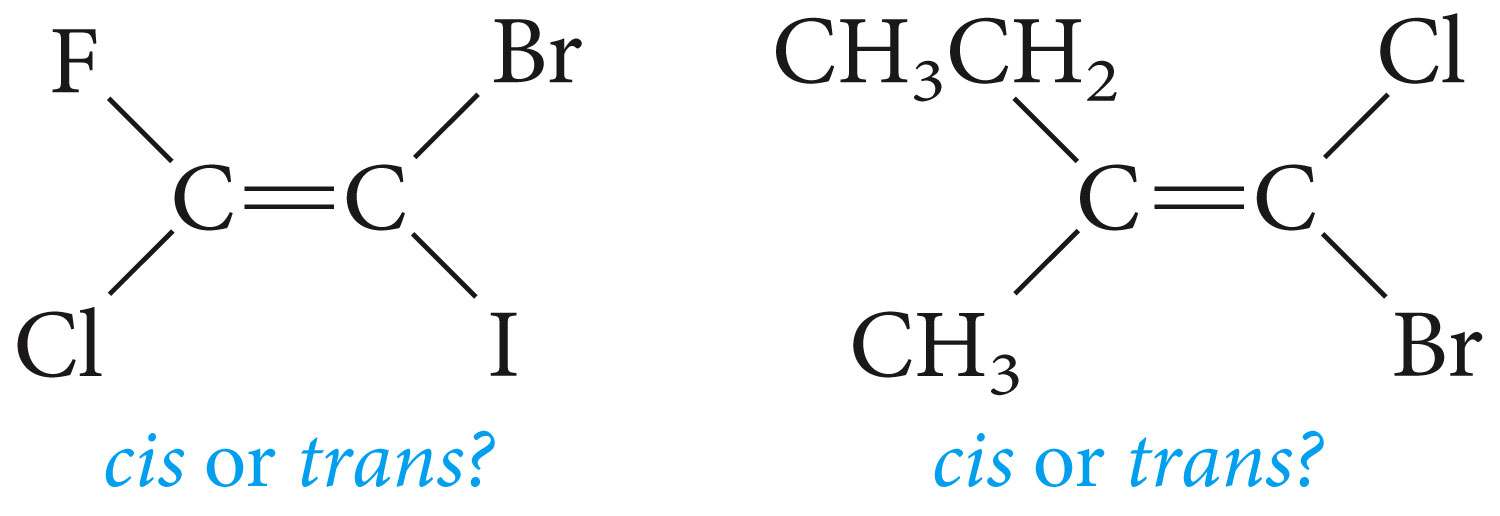 F Br CH₃CH₂ Cl
C=C C=C
Cl I CH₃ Br
cis or trans? cis or trans?